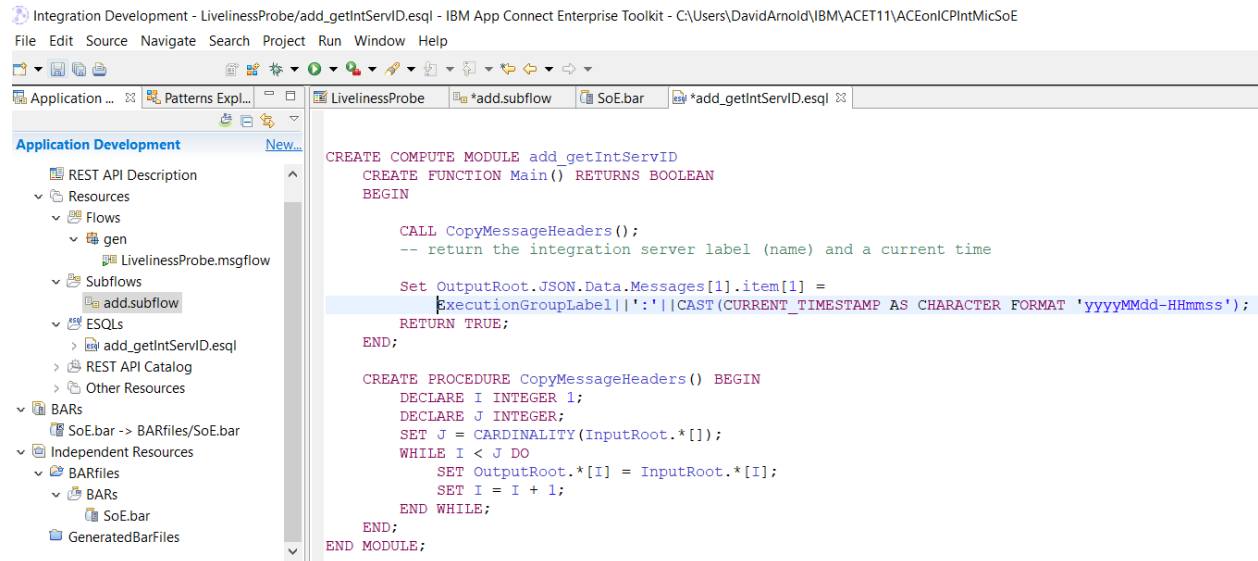 Integration Development - LivelinessProbe/add_getIntServID.esql - IBM App Connect Enterprise Toolkit - C:\Users\DavidArnold\IBM\ACET11\ACEonICPIntMicSoE
File Edit Source Navigate Search Project Run Window Help
Application ... Patterns Expl...
LivelinessProbe *add.subflow SoE.bar *add_getIntServID.esql
Application Development New...
REST API Description
Resources
Flows
gen
LivelinessProbe.msgflow
Subflows
add.subflow
ESQLs
add_getIntServID.esql
REST API Catalog
Other Resources
BARs
SoE.bar -> BARfiles/SoE.bar
Independent Resources
BARfiles
BARs
SoE.bar
GeneratedBarFiles
CREATE COMPUTE MODULE add_getIntServID
CREATE FUNCTION Main() RETURNS BOOLEAN
BEGIN
CALL CopyMessageHeaders();
-- return the integration server label (name) and a current time
Set OutputRoot.JSON.Data.Messages[1].item[1] =
ExecutionGroupLabel||':'||CAST(CURRENT_TIMESTAMP AS CHARACTER FORMAT 'yyyyMMdd-HHmmss');
RETURN TRUE;
END;
CREATE PROCEDURE CopyMessageHeaders() BEGIN
DECLARE I INTEGER 1;
DECLARE J INTEGER;
SET J = CARDINALITY(InputRoot.*[]);
WHILE I < J DO
SET OutputRoot.*[I] = InputRoot.*[I];
SET I = I + 1;
END WHILE;
END;
END MODULE;